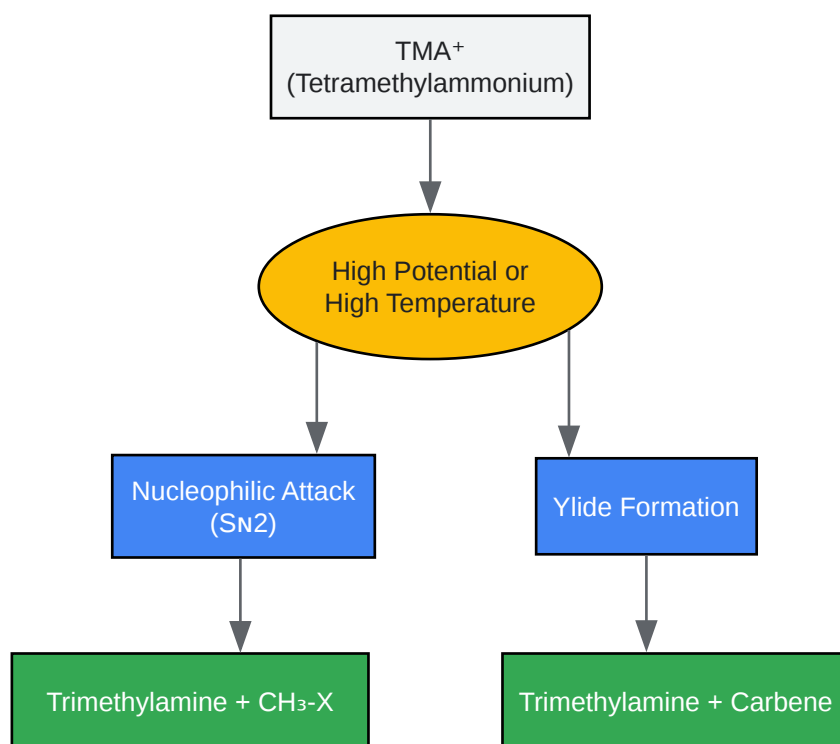 TMA⁺
(Tetramethylammonium)
High Potential or
High Temperature
Nucleophilic Attack
(Sɴ2)
Ylide Formation
Trimethylamine + CH₃-X
Trimethylamine + Carbene